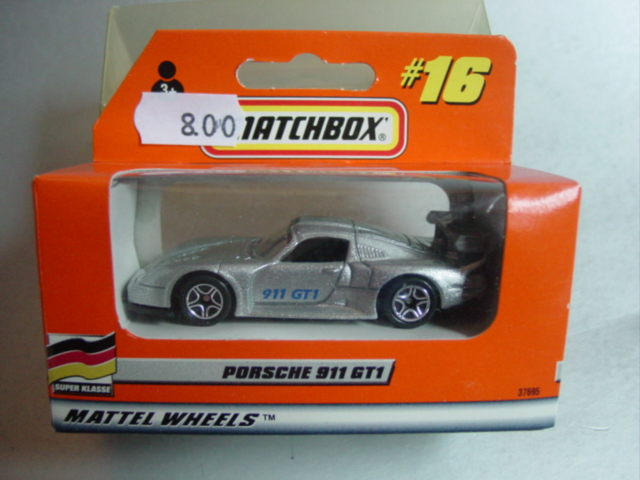 #16
3+
8.00
MATCHBOX®
911 GT1
PORSCHE 911 GT1
SUPER KLASSE
37695
MATTEL WHEELS™